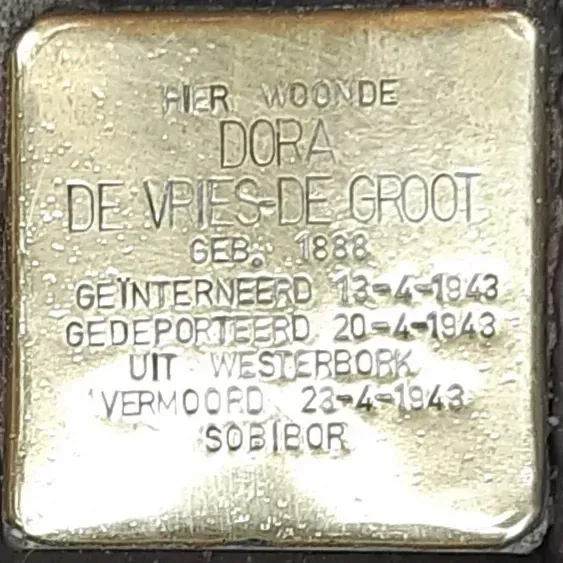 HIER WOONDE
DORA
DE VRIES-DE GROOT
GEB. 1888
GEÏNTERNEERD 13-4-1943
GEDEPORTEERD 20-4-1943
UIT WESTERBORK
VERMOORD 23-4-1943
SOBIBOR